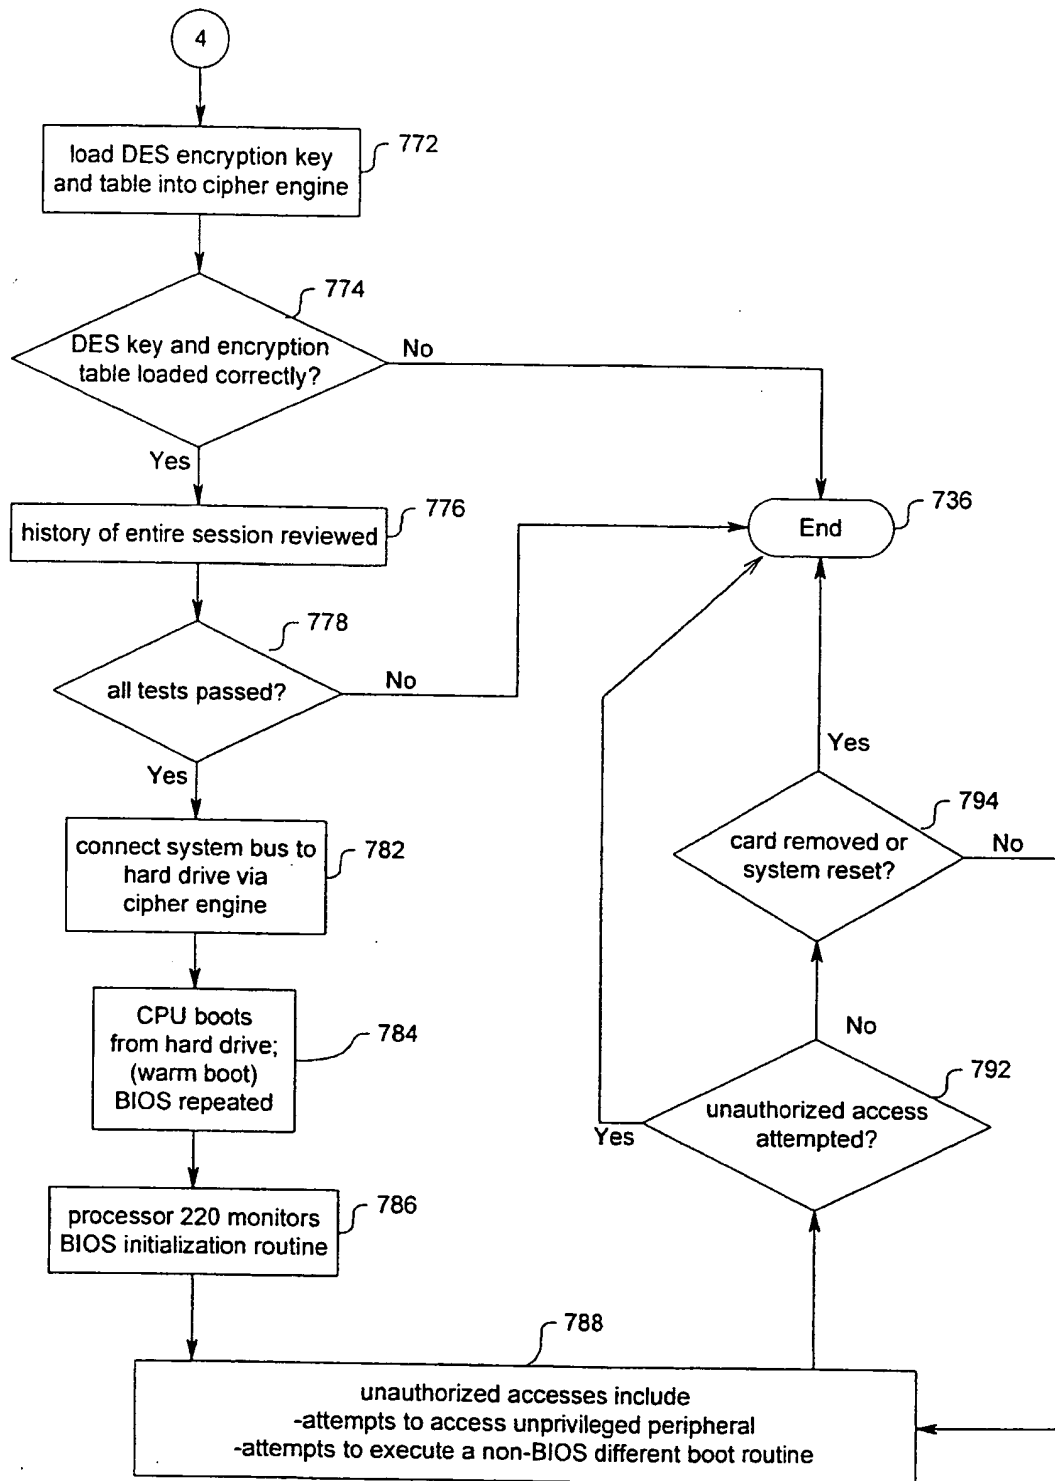 4
load DES encryption key
and table into cipher engine
772
774
DES key and encryption
table loaded correctly?
No
Yes
history of entire session reviewed
776
End
736
778
all tests passed?
No
Yes
connect system bus to
hard drive via
cipher engine
782
CPU boots
from hard drive;
(warm boot)
BIOS repeated
784
processor 220 monitors
BIOS initialization routine
786
788
unauthorized accesses include
-attempts to access unprivileged peripheral
-attempts to execute a non-BIOS different boot routine
792
unauthorized access
attempted?
Yes
No
794
card removed or
system reset?
No
Yes